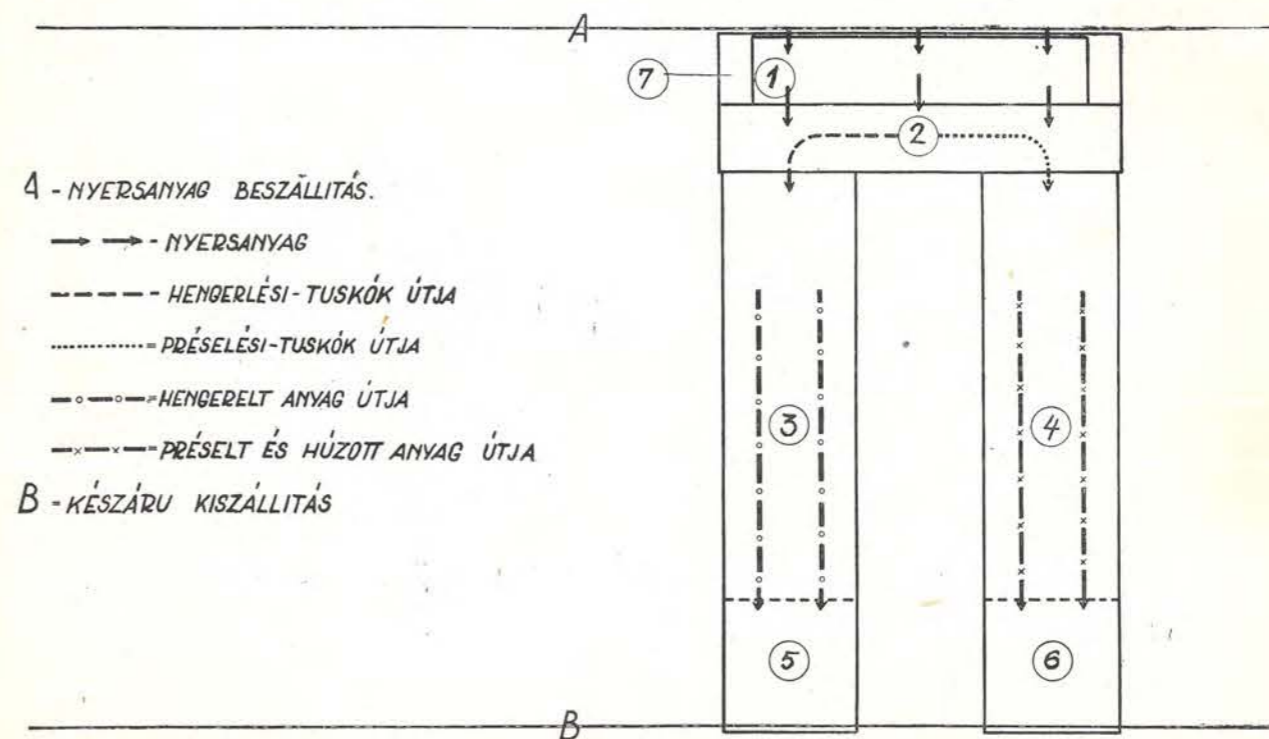 A
7
1
2
A - NYERSANYAG BESZÁLLITÁS.
- NYERSANYAG
- HENGERLÉSI-TUSKÓK ÚTJA
= PRÉSELÉSI-TUSKÓK ÚTJA
= HENGERELT ANYAG ÚTJA
= PRÉSELT ÉS HÚZOTT ANYAG ÚTJA
B - KÉSZÁRU KISZÁLLITÁS
3
4
5
6
B